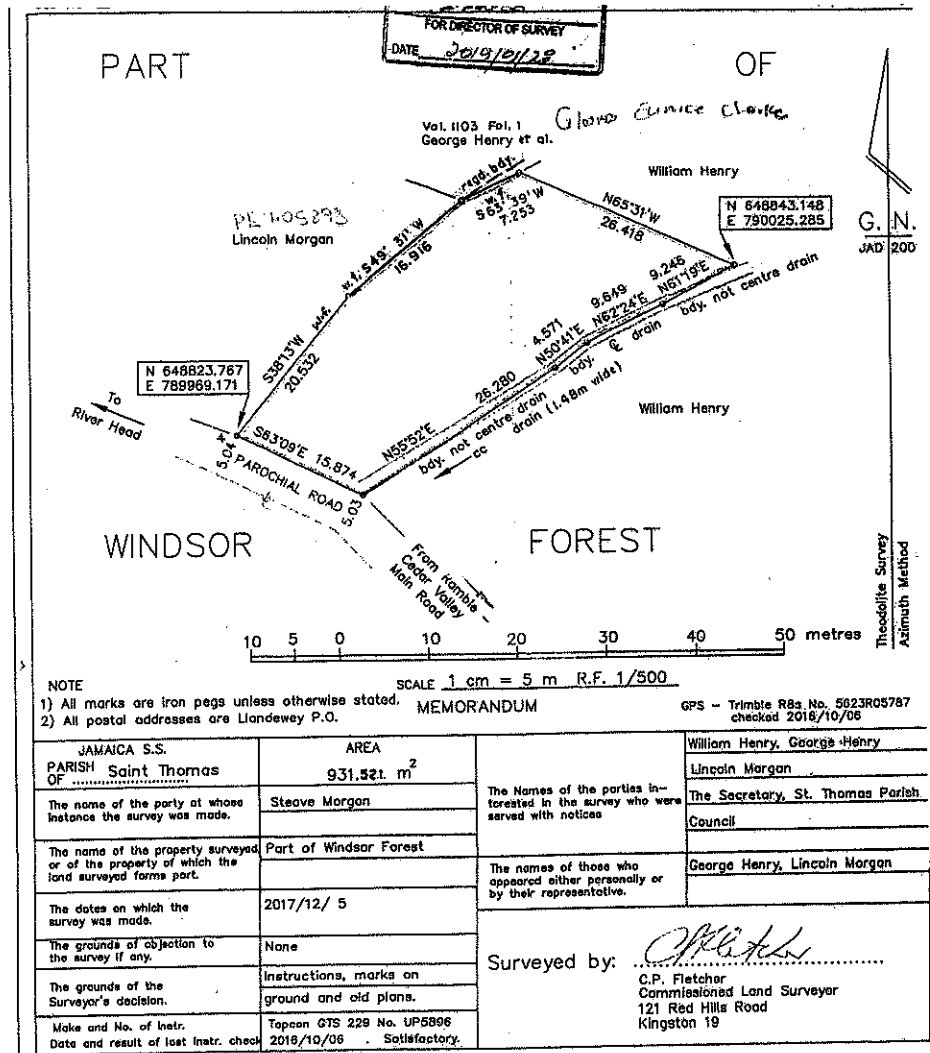 FOR DIRECTOR OF SURVEY
DATE 2019/01/29
PART OF
Vol. 1103 Fol. 1
George Henry et al.
Eunice Clarke
William Henry
regd. bdy.
w.f.
S63°39'W
7.253
N65°31'W
26.418
N 648843.148
E 790025.285
G. N.
JAD 200
Lincoln Morgan
w.f. S49° 31' W
16.916
S38°13'W w.f.
20.532
N 648823.767
E 789969.171
To
River Head
9.246
N61°19'E
9.649
N62°24'E
4.571
N50°41'E
26.280
N55°52'E
bdy. not centre drain bdy. ℄ drain bdy. not centre drain
drain (1.48m wide)
cc
William Henry
S63°09'E 15.874
5.04
PAROCHIAL ROAD
5.03
From Ramble
Cedar Valley
Main Road
WINDSOR FOREST
Theodolite Survey
Azimuth Method
10 5 0 10 20 30 40 50 metres
SCALE 1 cm = 5 m R.F. 1/500
NOTE
1) All marks are iron pegs unless otherwise stated.
2) All postal addresses are Llandewey P.O.
MEMORANDUM
GPS - Trimble R8s No. 5623R05787
checked 2016/10/06
JAMAICA S.S.
PARISH OF Saint Thomas
AREA
931.521 m²
The name of the party at whose
instance the survey was made.
Steave Morgan
The name of the property surveyed
or of the property of which the
land surveyed forms part.
Part of Windsor Forest
The dates on which the
survey was made.
2017/12/ 5
The grounds of objection to
the survey if any.
None
The grounds of the
Surveyor's decision.
Instructions, marks on
ground and old plans.
Make and No. of Instr.
Date and result of last Instr. check
Topcon GTS 229 No. UP5896
2016/10/06 . Satisfactory.
The Names of the parties in-
terested in the survey who were
served with notices
William Henry, George Henry
Lincoln Morgan
The Secretary, St. Thomas Parish
Council
The names of those who
appeared either personally or
by their representative.
George Henry, Lincoln Morgan
Surveyed by:
C.P. Fletcher
Commissioned Land Surveyor
121 Red Hills Road
Kingston 19